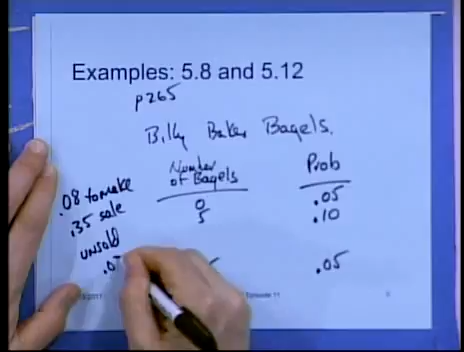 Examples: 5.8 and 5.12
p265
Billy Baker Bagels.
Number of Bagels
Prob
.08 to make
0
.05
.35 sale
5
.10
unsold
.05